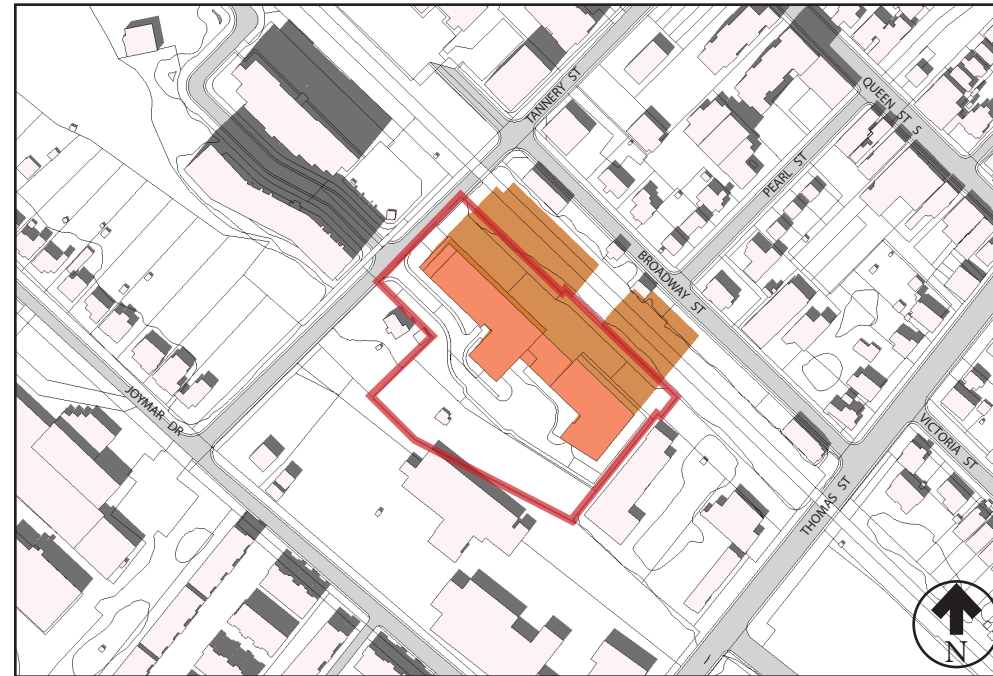 TANNERY ST
QUEEN ST S
PEARL ST
BROADWAY ST
JOYMAR DR
VICTORIA ST
THOMAS ST
N